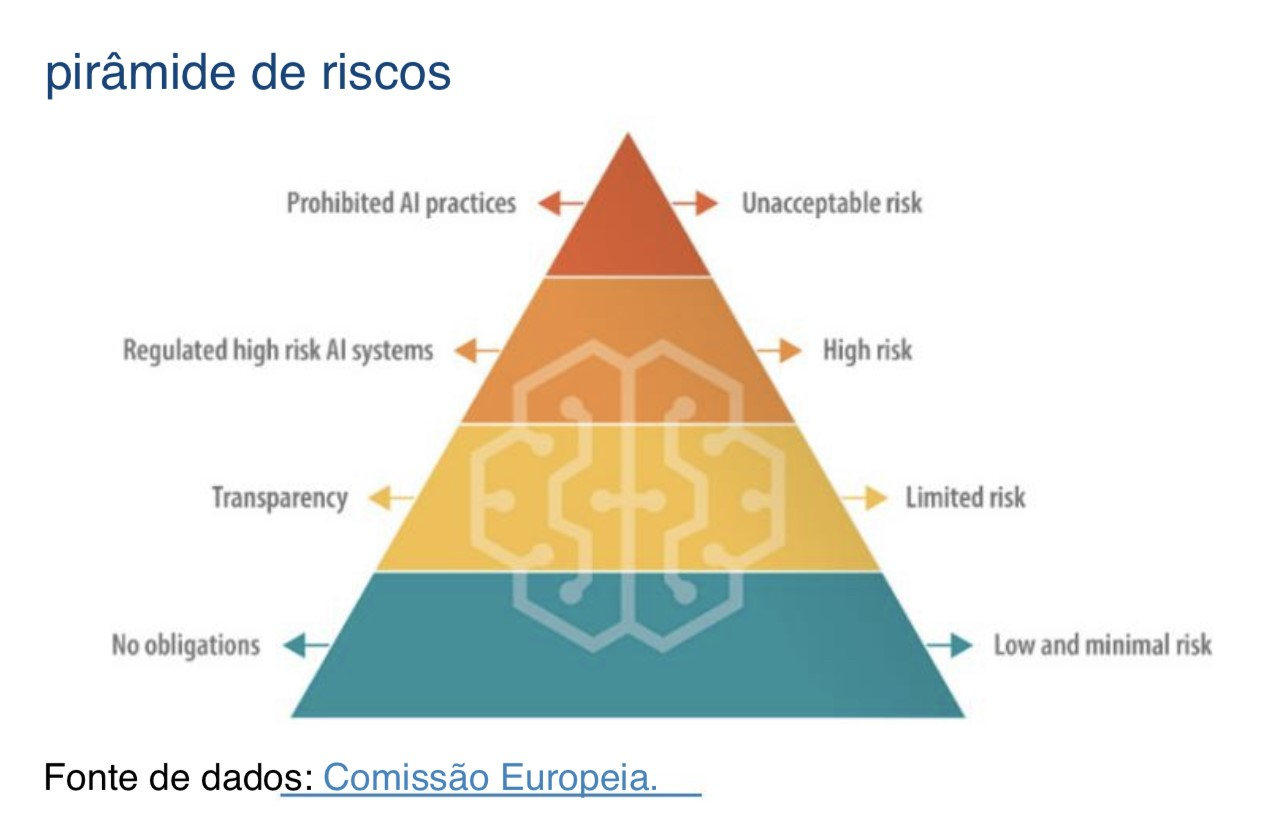 pirâmide de riscos
Prohibited AI practices
Unacceptable risk
Regulated high risk AI systems
High risk
Transparency
Limited risk
No obligations
Low and minimal risk
Fonte de dados: Comissão Europeia.